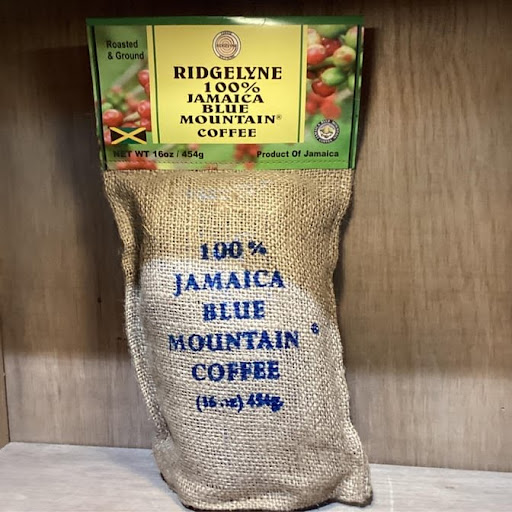 Roasted
& Ground
RIDGELYNE
100%
JAMAICA
BLUE
MOUNTAIN®
COFFEE
NET WT 16oz / 454g
Product Of Jamaica
100%
JAMAICA
BLUE
MOUNTAIN®
COFFEE
(16 oz) 454g